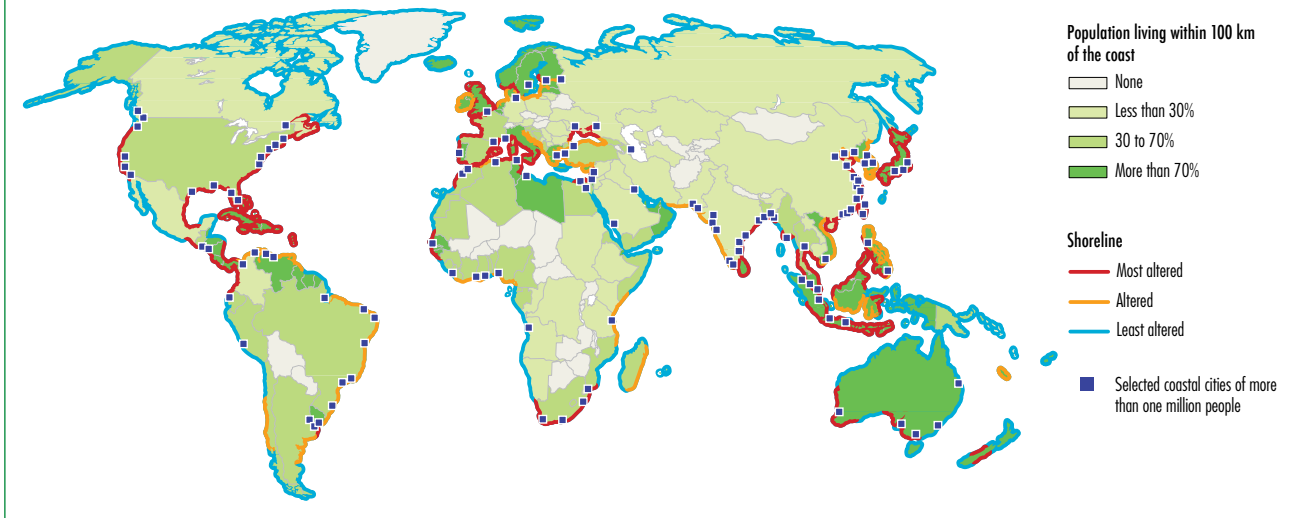 Population living within 100 km
of the coast
None
Less than 30%
30 to 70%
More than 70%
Shoreline
Most altered
Altered
Least altered
Selected coastal cities of more
than one million people